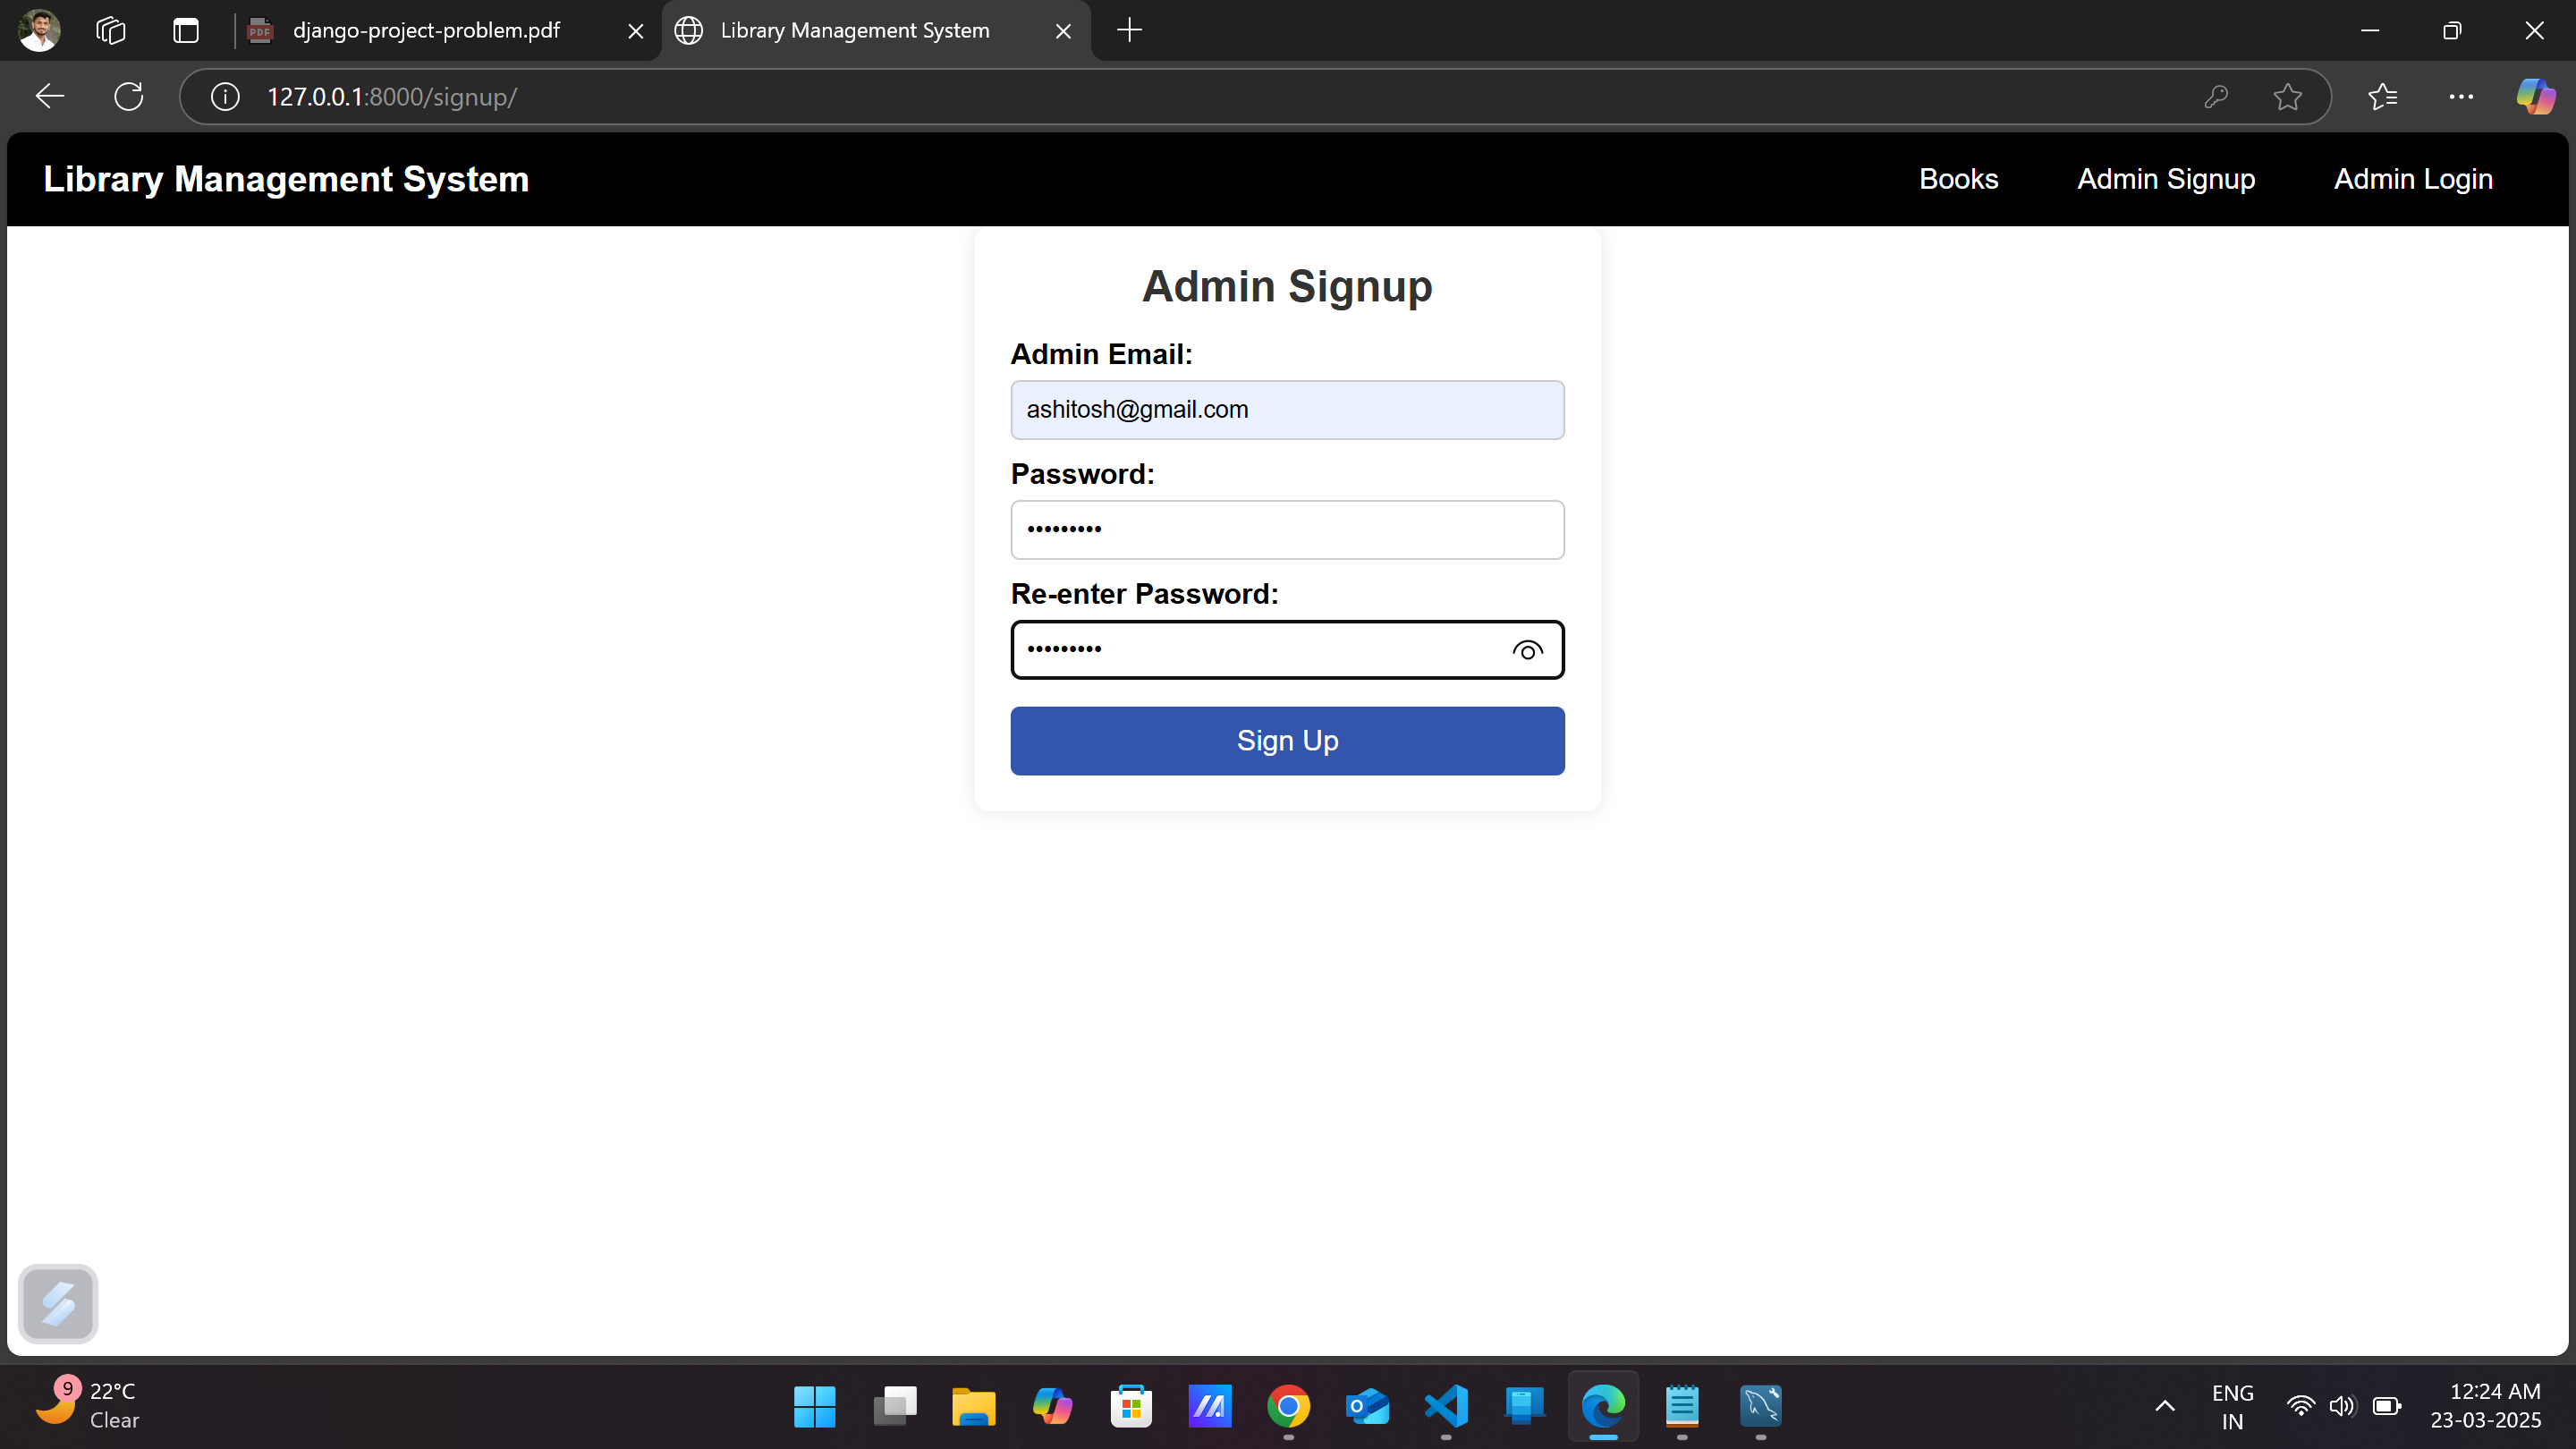 django-project-problem.pdf
Library Management System
127.0.0.1:8000/signup/
Library Management System
Books
Admin Signup
Admin Login
Admin Signup
Admin Email:
ashitosh@gmail.com
Password:
•••••••••
Re-enter Password:
•••••••••
Sign Up
9
22°C
Clear
ENG
IN
12:24 AM
23-03-2025